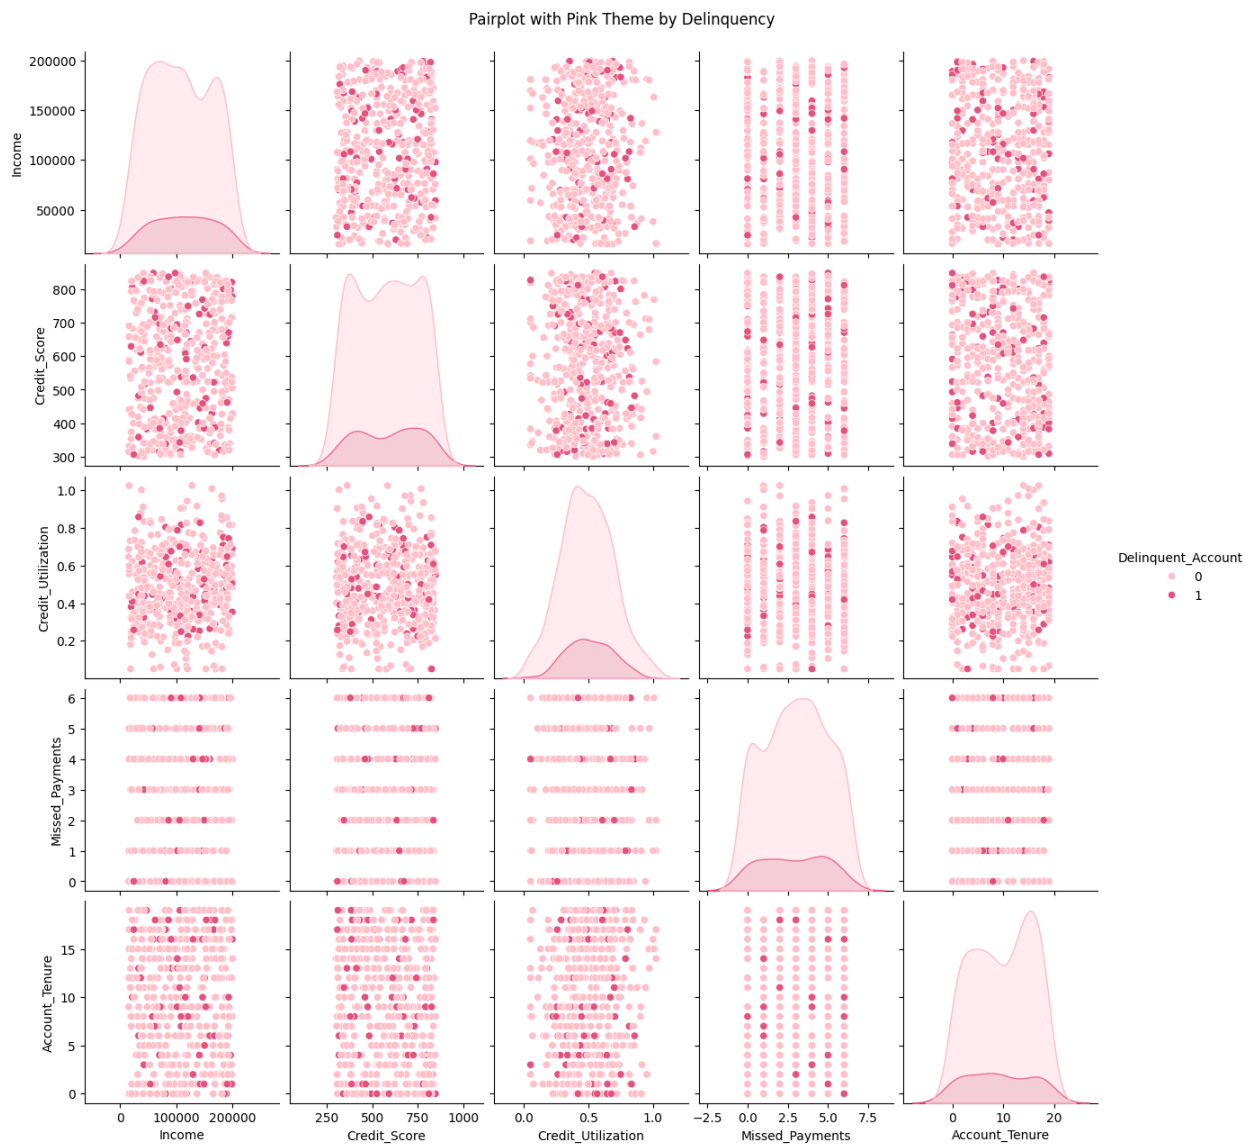 Pairplot with Pink Theme by Delinquency
200000
150000
100000
50000
Income
800
700
600
500
400
300
Credit_Score
1.0
0.8
0.6
0.4
0.2
Credit_Utilization
Delinquent_Account
0
1
6
5
4
3
2
1
0
Missed_Payments
15
10
5
0
Account_Tenure
0 100000 200000
250 500 750 1000
0.0 0.5 1.0
−2.5 0.0 2.5 5.0 7.5
0 10 20
Income
Credit_Score
Credit_Utilization
Missed_Payments
Account_Tenure